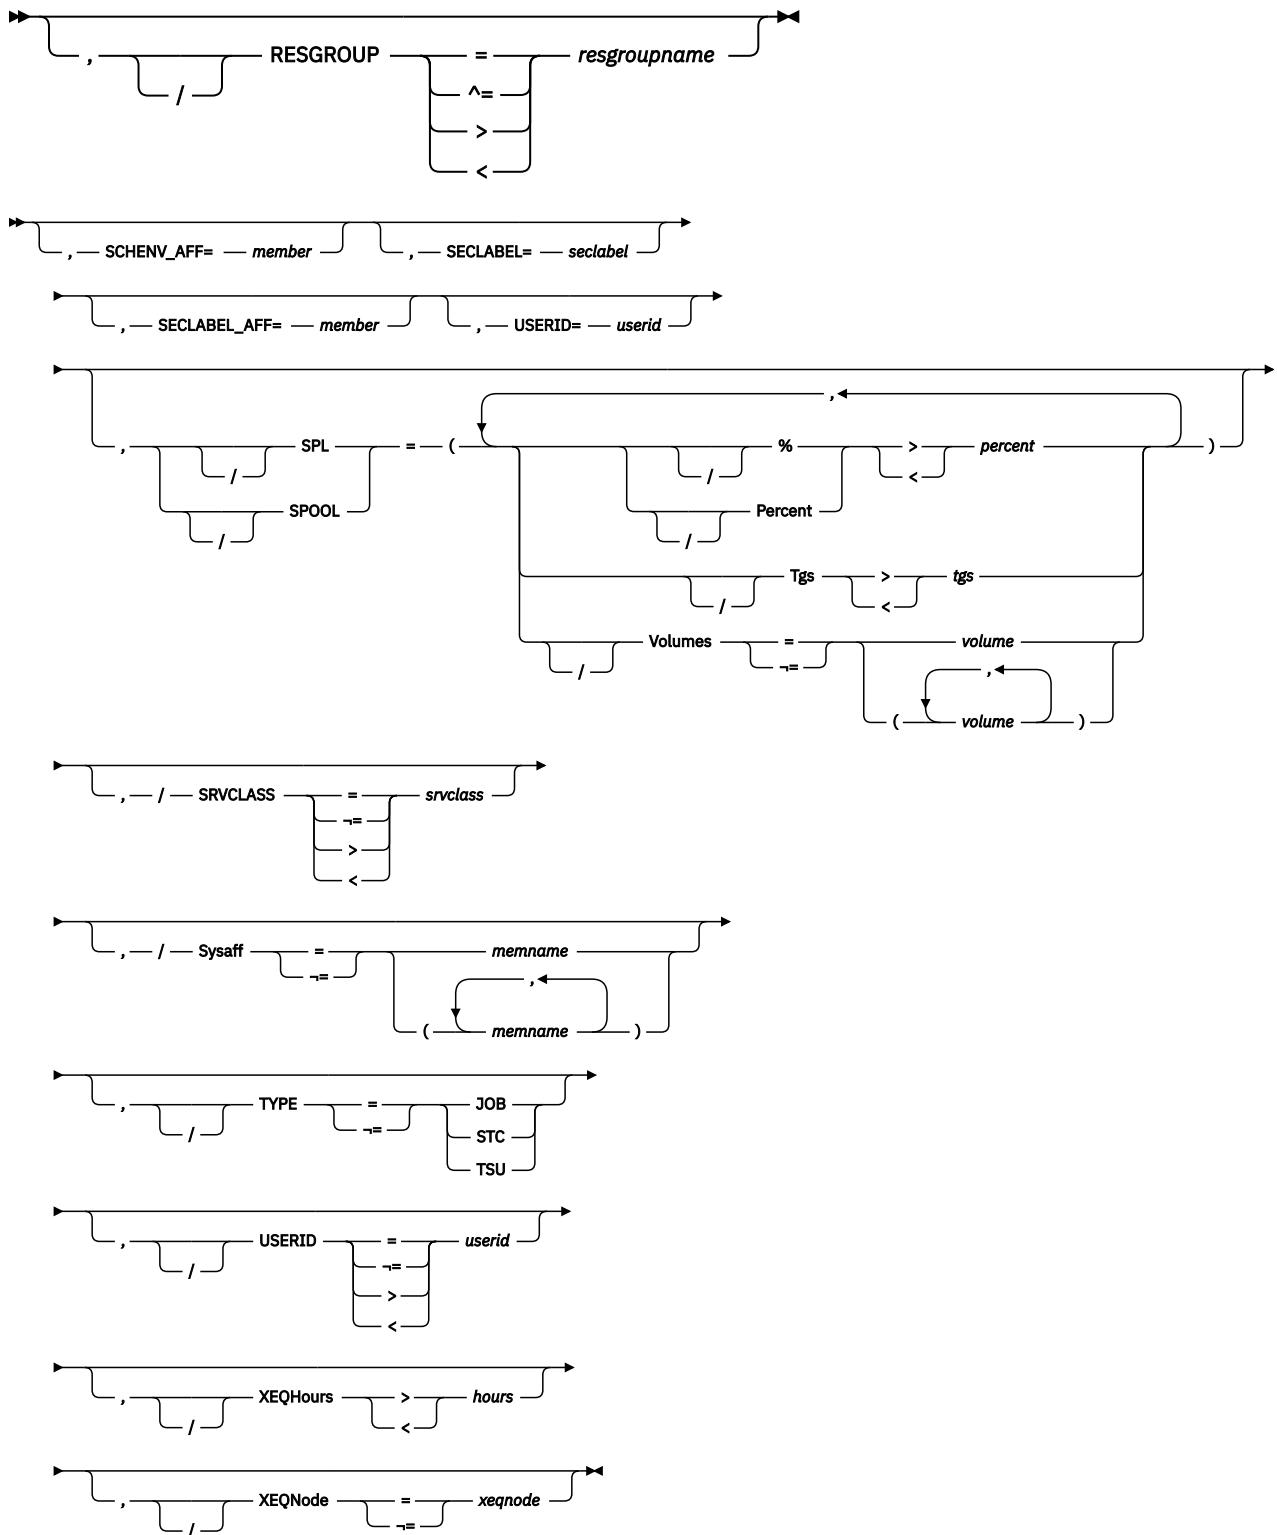 , / RESGROUP = resgroupname
^=
>
<
, SCHENV_AFF= member , SECLABEL= seclabel
, SECLABEL_AFF= member , USERID= userid
,
, SPL = ( % > percent )
/ / <
SPOOL Percent
/ /
Tgs > tgs
/ <
Volumes = volume
/ ¬=
,
( volume )
, / SRVCLASS = srvclass
¬=
>
<
, / Sysaff = memname
¬=
,
( memname )
, TYPE = JOB
/ ¬=
STC
TSU
, USERID = userid
/ ¬=
>
<
, XEQHours > hours
/ <
, XEQNode = xeqnode
/ ¬=